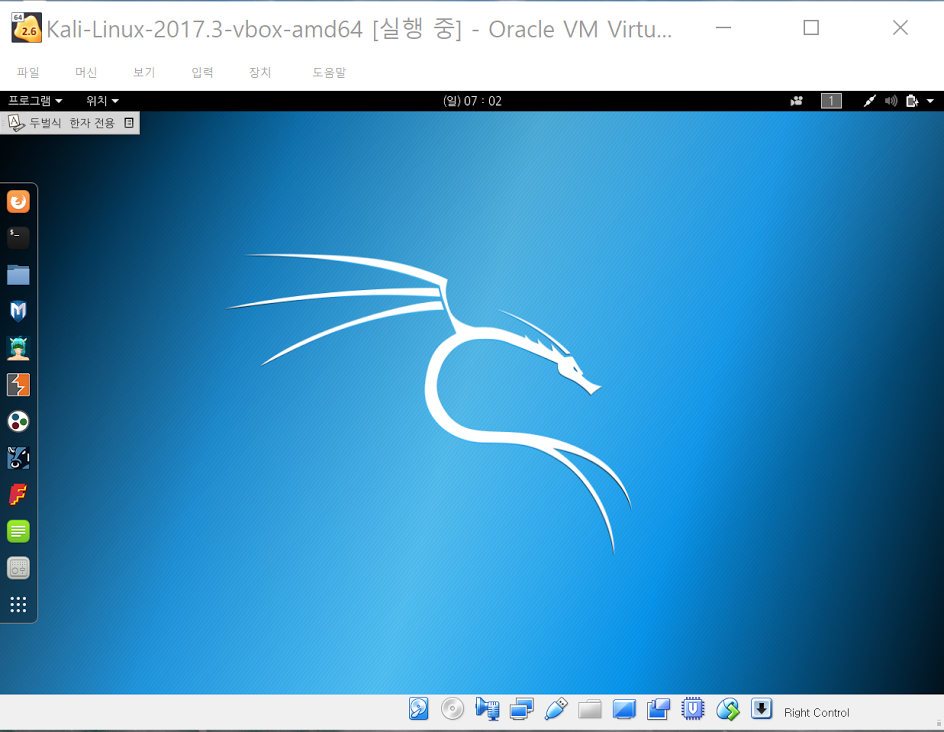 64
2.6
Kali-Linux-2017.3-vbox-amd64 [실행 중] - Oracle VM Virtu...
파일 머신 보기 입력 장치 도움말
프로그램 위치 (일) 07 : 02 1
두벌식 한자 전용
$_
M
F
Right Control